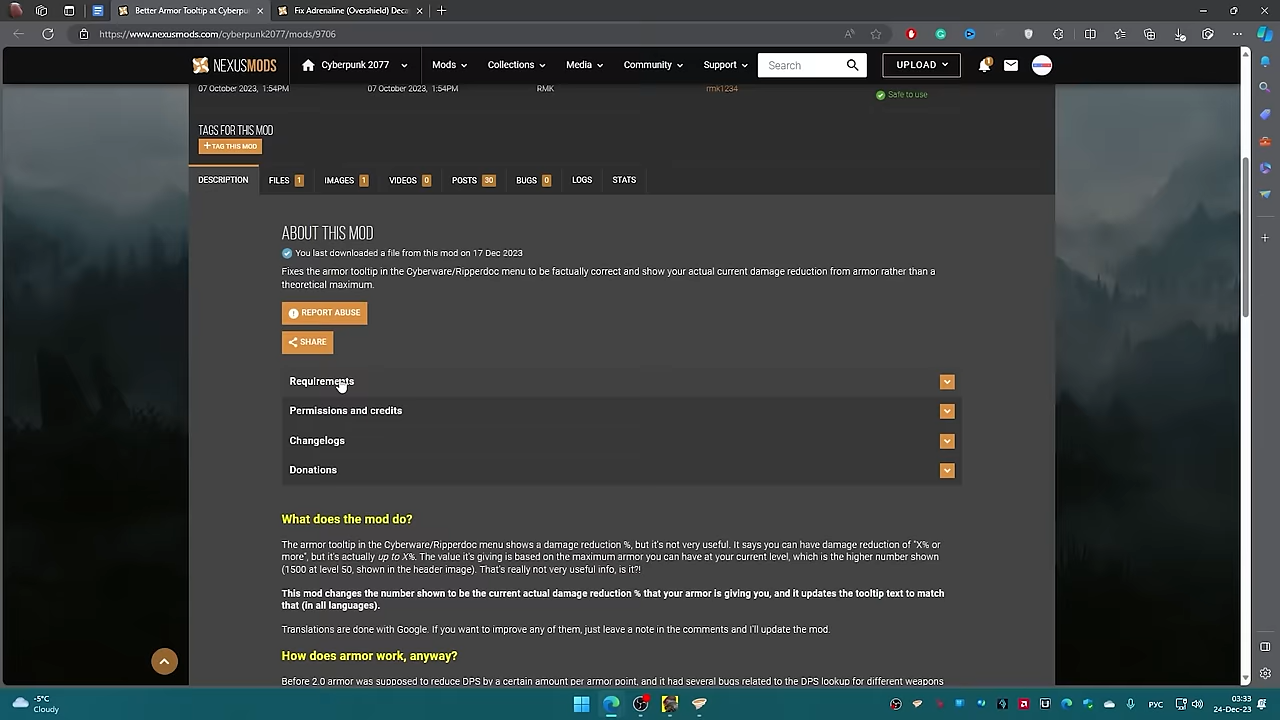 Better Armor Tooltip at Cyberpun
Fix Adrenaline (Overshield) Deca
https://www.nexusmods.com/cyberpunk2077/mods/9706
NEXUSMODS
Cyberpunk 2077
Mods
Collections
Media
Community
Support
Search
UPLOAD
07 October 2023, 1:54PM
07 October 2023, 1:54PM
RMK
rmk1234
Safe to use
TAGS FOR THIS MOD
+ TAG THIS MOD
DESCRIPTION
FILES 1
IMAGES 1
VIDEOS 0
POSTS 30
BUGS 0
LOGS
STATS
ABOUT THIS MOD
You last downloaded a file from this mod on 17 Dec 2023
Fixes the armor tooltip in the Cyberware/Ripperdoc menu to be factually correct and show your actual current damage reduction from armor rather than a
theoretical maximum.
REPORT ABUSE
SHARE
Requirements
Permissions and credits
Changelogs
Donations
What does the mod do?
The armor tooltip in the Cyberware/Ripperdoc menu shows a damage reduction %, but it's not very useful. It says you can have damage reduction of "X% or
more", but it's actually up to X%. The value it's giving is based on the maximum armor you can have at your current level, which is the higher number shown
(1500 at level 50, shown in the header image). That's really not very useful info, is it?!
This mod changes the number shown to be the current actual damage reduction % that your armor is giving you, and it updates the tooltip text to match
that (in all languages).
Translations are done with Google. If you want to improve any of them, just leave a note in the comments and I'll update the mod.
How does armor work, anyway?
Before 2.0 armor was supposed to reduce DPS by a certain amount per armor point, and it had several bugs related to the DPS lookup for different weapons
-5°C
Cloudy
РУС
03:33
24-Dec-23